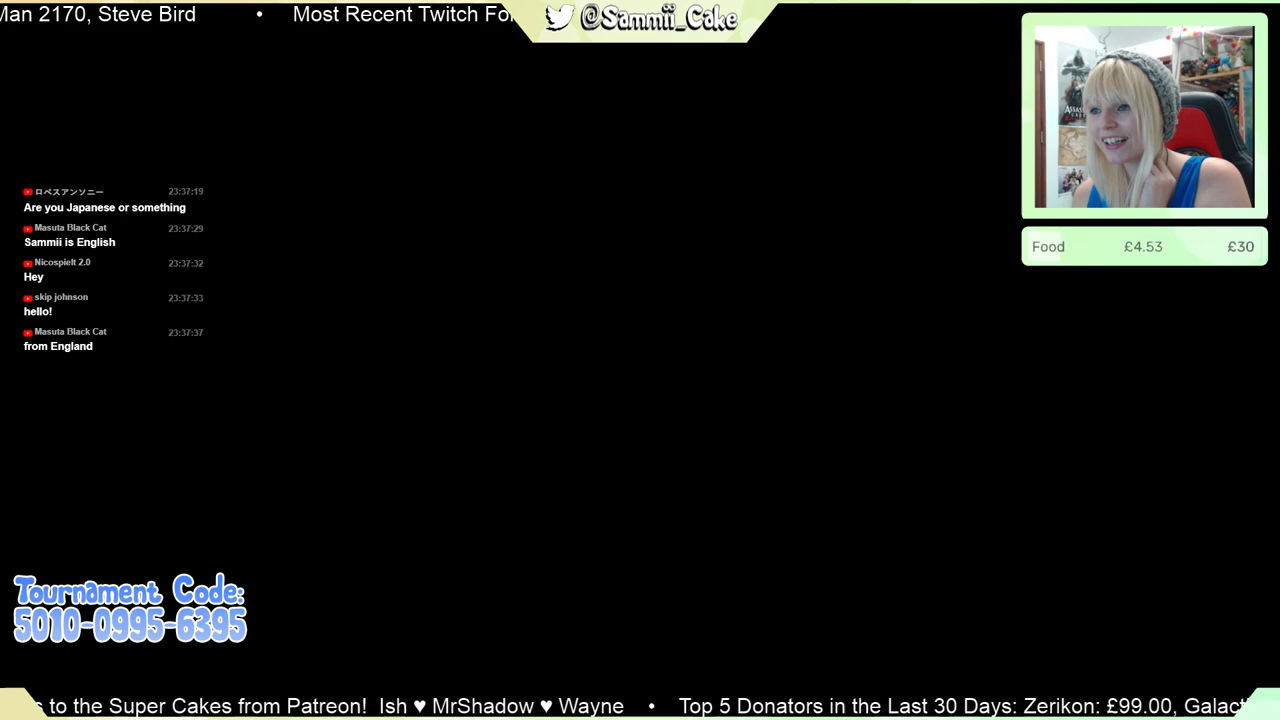 Man 2170, Steve Bird • Most Recent Twitch Fo
@Sammii_Cake
ロペスアンソニー 23:37:19
Are you Japanese or something
Masuta Black Cat 23:37:29
Sammii is English
Nicospielt 2.0 23:37:32
Hey
skip johnson 23:37:33
hello!
Masuta Black Cat 23:37:37
from England
Food £4.53 £30
Tournament Code:
5010-0995-6395
s to the Super Cakes from Patreon! Ish ♥ MrShadow ♥ Wayne • Top 5 Donators in the Last 30 Days: Zerikon: £99.00, Galact